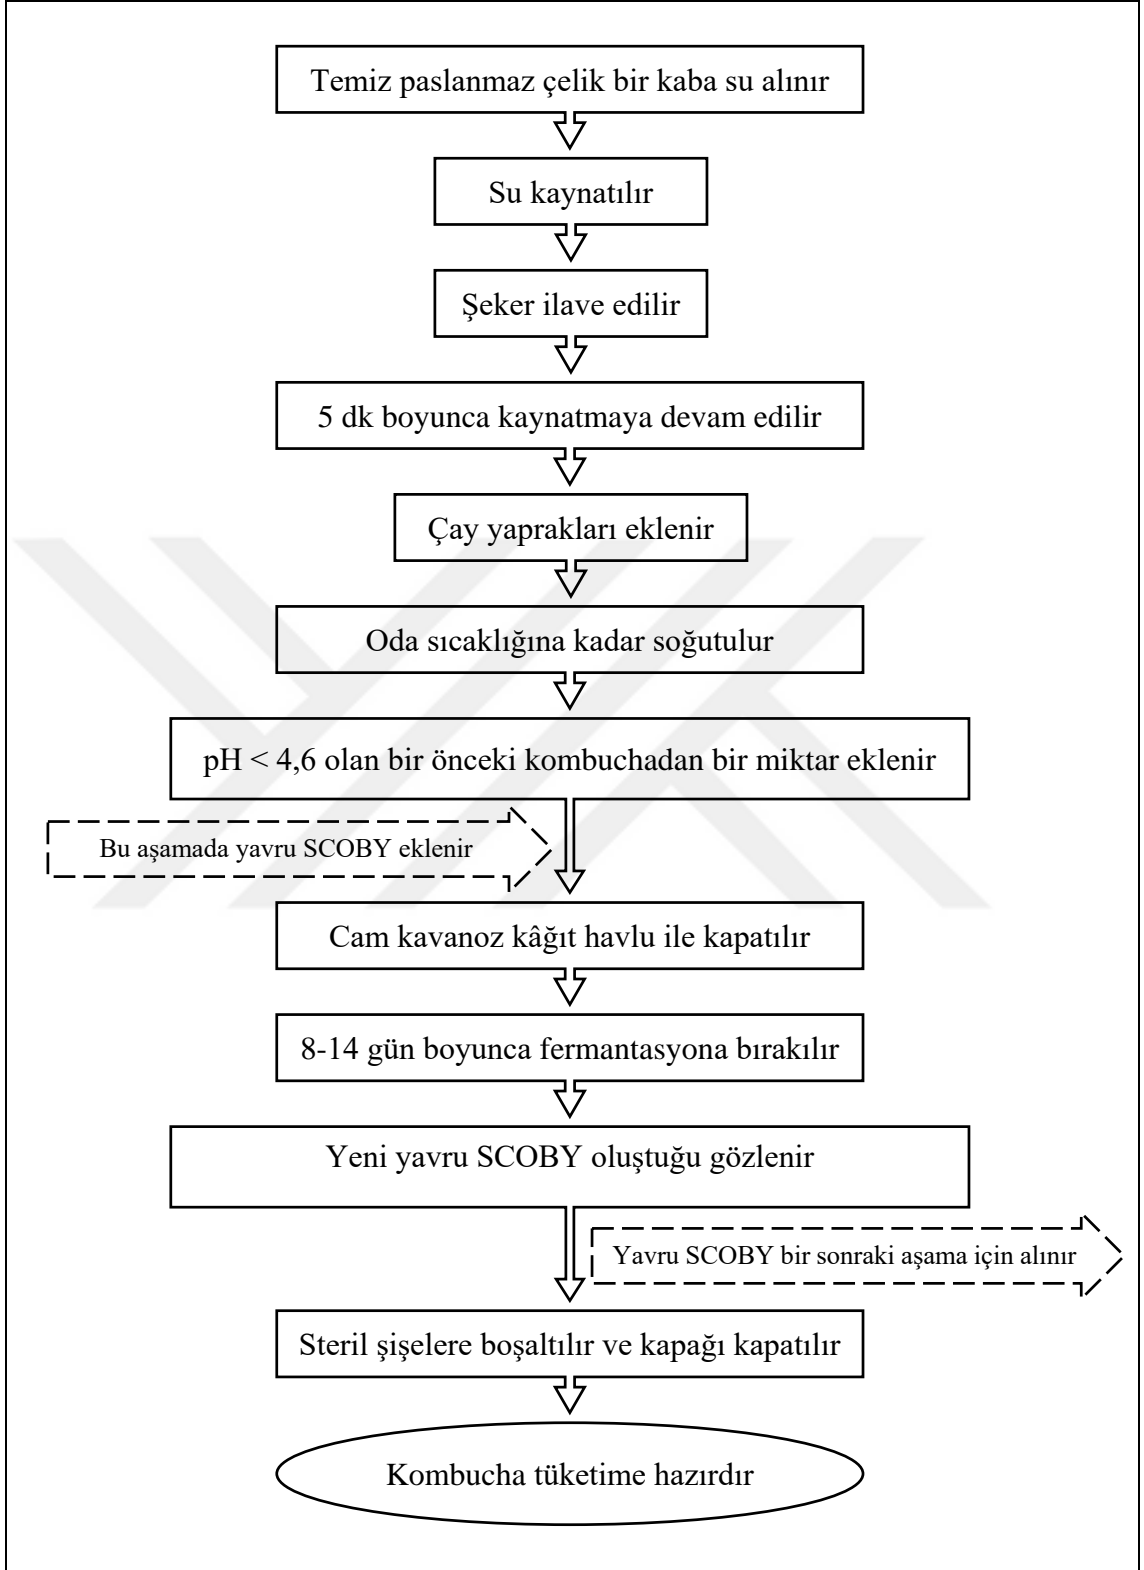 Temiz paslanmaz çelik bir kaba su alınır
Su kaynatılır
Şeker ilave edilir
5 dk boyunca kaynatmaya devam edilir
Çay yaprakları eklenir
Oda sıcaklığına kadar soğutulur
pH < 4,6 olan bir önceki kombuchadan bir miktar eklenir
Bu aşamada yavru SCOBY eklenir
Cam kavanoz kâğıt havlu ile kapatılır
8-14 gün boyunca fermantasyona bırakılır
Yeni yavru SCOBY oluştuğu gözlenir
Yavru SCOBY bir sonraki aşama için alınır
Steril şişelere boşaltılır ve kapağı kapatılır
Kombucha tüketime hazırdır